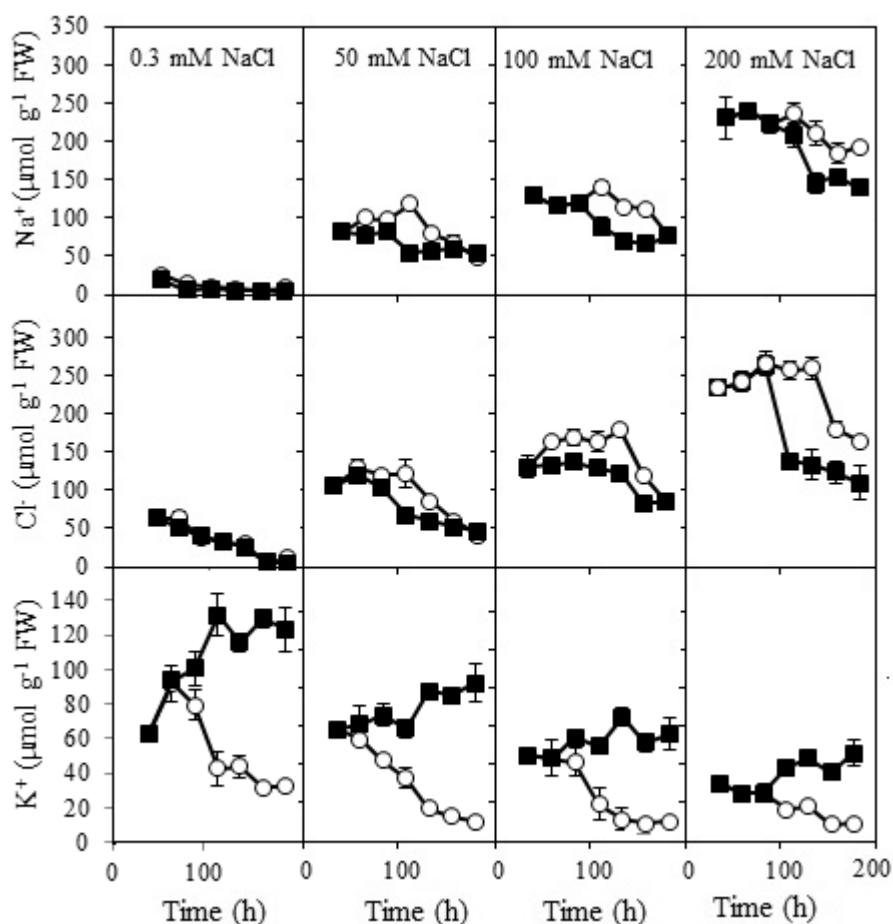 350
300
250
200
150
100
50
0
Na⁺ (μmol g⁻¹ FW)
0.3 mM NaCl
50 mM NaCl
100 mM NaCl
200 mM NaCl
300
250
200
150
100
50
0
Cl⁻ (μmol g⁻¹ FW)
140
120
100
80
60
40
20
0
K⁺ (μmol g⁻¹ FW)
0 100 0 100 0 100 0 100 200
Time (h) Time (h) Time (h) Time (h)